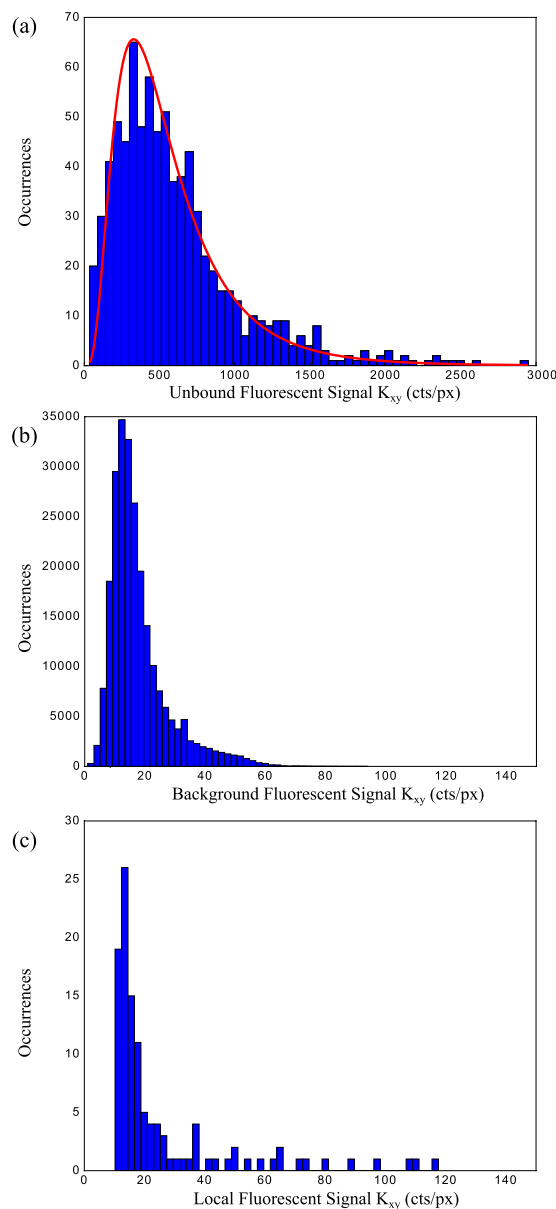 (a)
70
60
50
40
30
20
10
0
Occurrences
0 500 1000 1500 2000 2500 3000
Unbound Fluorescent Signal Kxy (cts/px)
(b)
35000
30000
25000
20000
15000
10000
5000
0
Occurrences
0 20 40 60 80 100 120 140
Background Fluorescent Signal Kxy (cts/px)
(c)
30
25
20
15
10
5
0
Occurrences
0 20 40 60 80 100 120 140
Local Fluorescent Signal Kxy (cts/px)